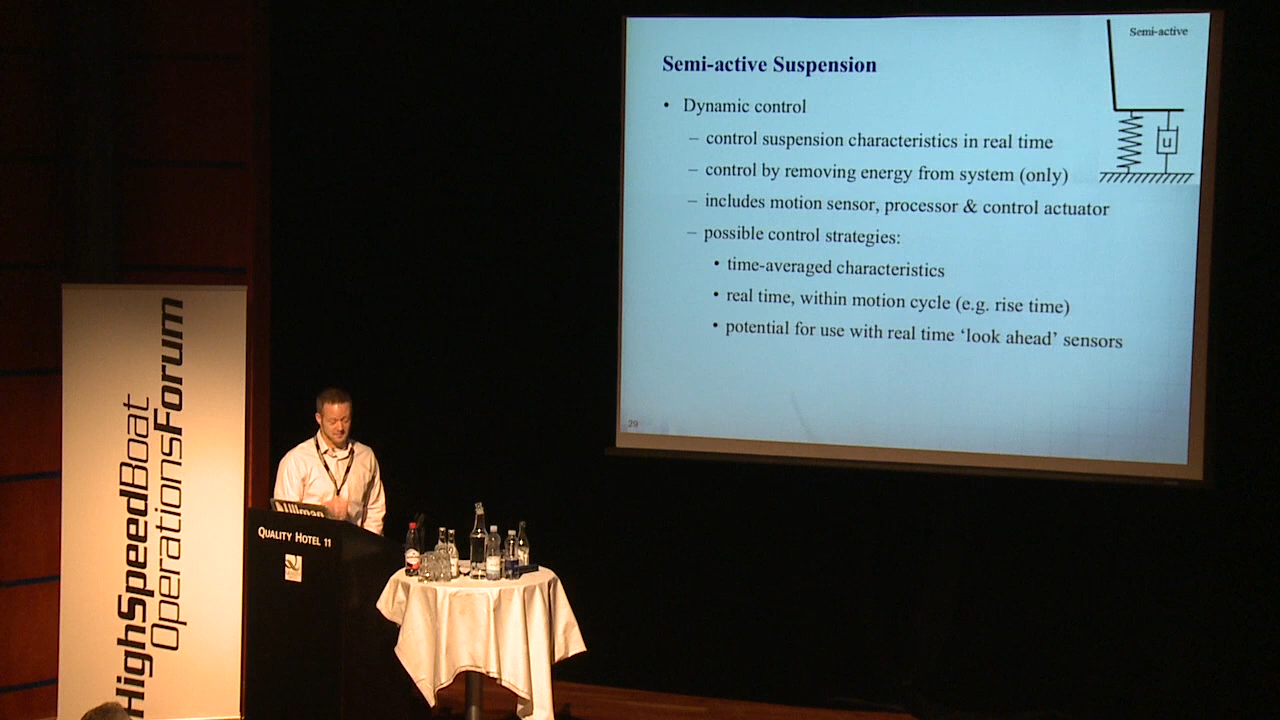 Semi-active
Semi-active Suspension
• Dynamic control
– control suspension characteristics in real time
u
– control by removing energy from system (only)
– includes motion sensor, processor & control actuator
– possible control strategies:
• time-averaged characteristics
• real time, within motion cycle (e.g. rise time)
• potential for use with real time ‘look ahead’ sensors
29
HighSpeedBoat
OperationsForum
Ullman
QUALITY HOTEL 11